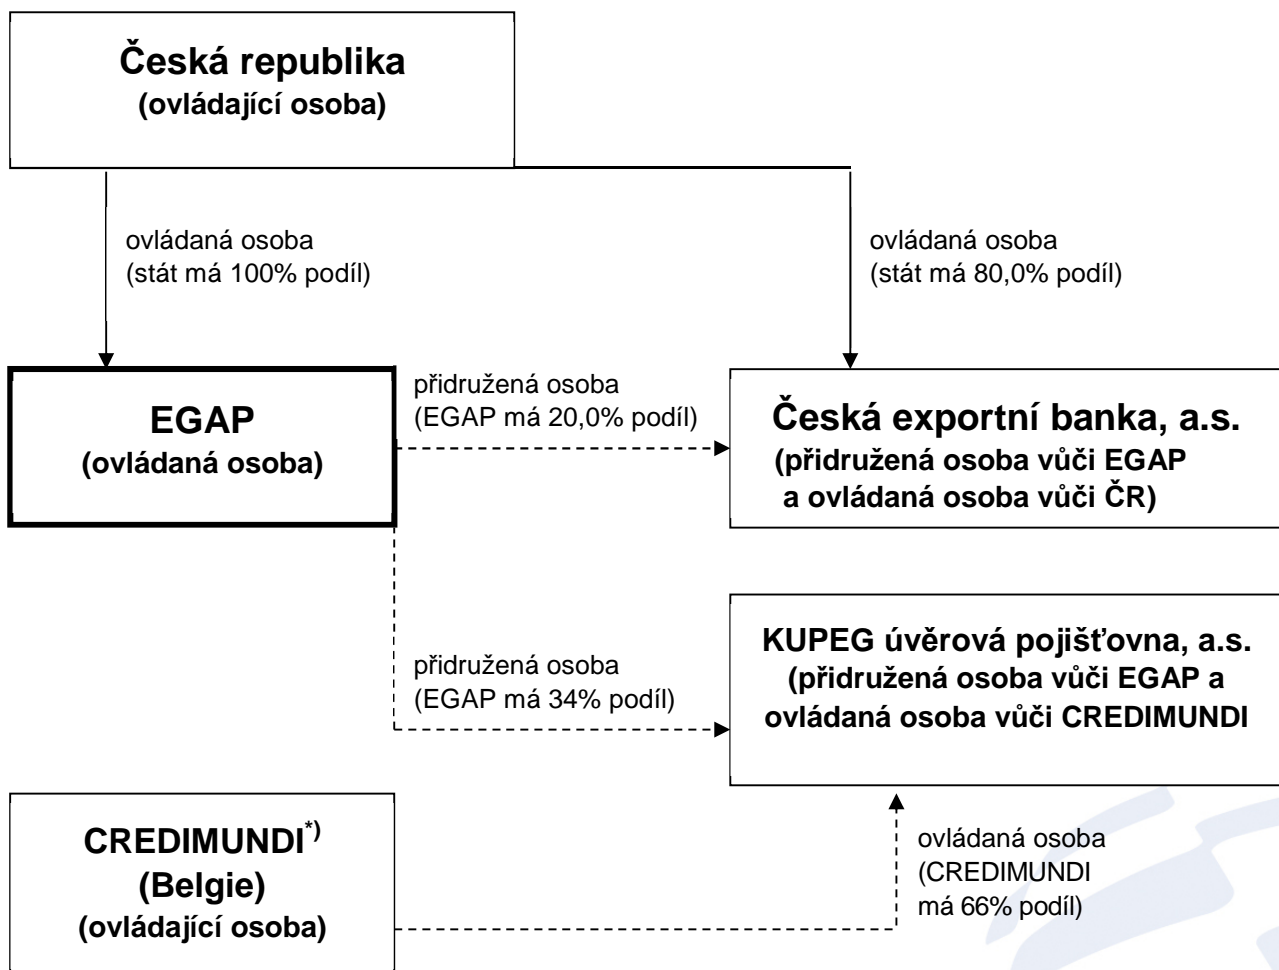 Česká republika
(ovládající osoba)
ovládaná osoba
(stát má 100% podíl)
ovládaná osoba
(stát má 80,0% podíl)
EGAP
(ovládaná osoba)
přidružená osoba
(EGAP má 20,0% podíl)
Česká exportní banka, a.s.
(přidružená osoba vůči EGAP
a ovládaná osoba vůči ČR)
přidružená osoba
(EGAP má 34% podíl)
KUPEG úvěrová pojišťovna, a.s.
(přidružená osoba vůči EGAP a
ovládaná osoba vůči CREDIMUNDI
CREDIMUNDI*)
(Belgie)
(ovládající osoba)
ovládaná osoba
(CREDIMUNDI
má 66% podíl)